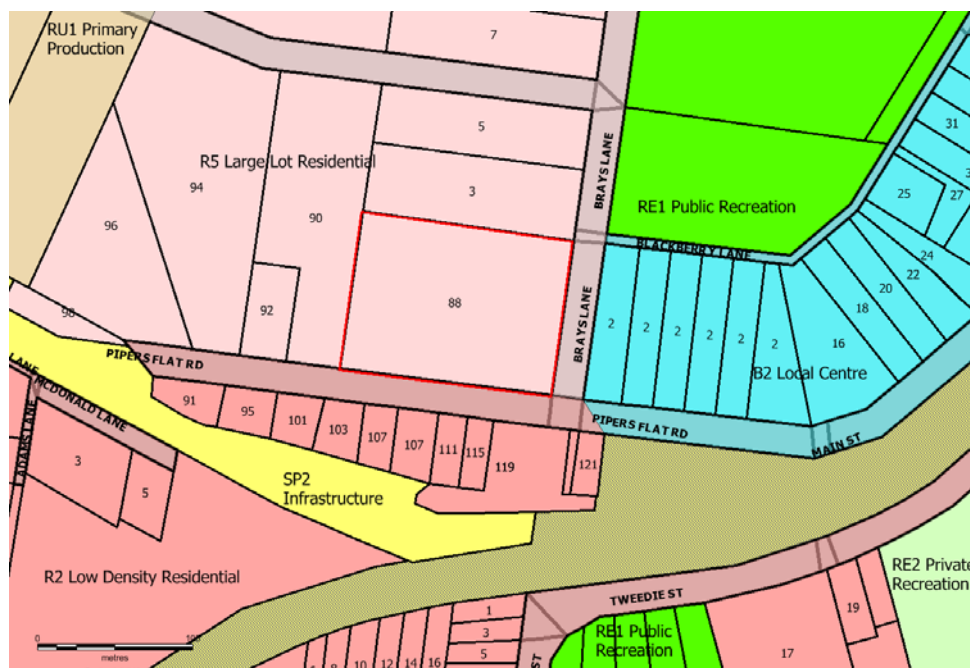 RU1 Primary
Production
7
5
R5 Large Lot Residential
94
3
90
96
BRAYS LANE
RE1 Public Recreation
31
25
27
BLACKBERRY LANE
24
22
20
18
88
92
98
BRAYS LANE
2
2
2
2
2
2
16
B2 Local Centre
PIPERS FLAT RD
LANE
MCDONALD LANE
ADAMS LANE
91
95
101
103
107
107
111
115
119
121
PIPERS FLAT RD
MAIN ST
3
5
SP2
Infrastructure
R2 Low Density Residential
RE2 Private
Recreation
TWEEDIE ST
1
3
5
RE1 Public
Recreation
19
17
0
metres
10
12
14
16
ST